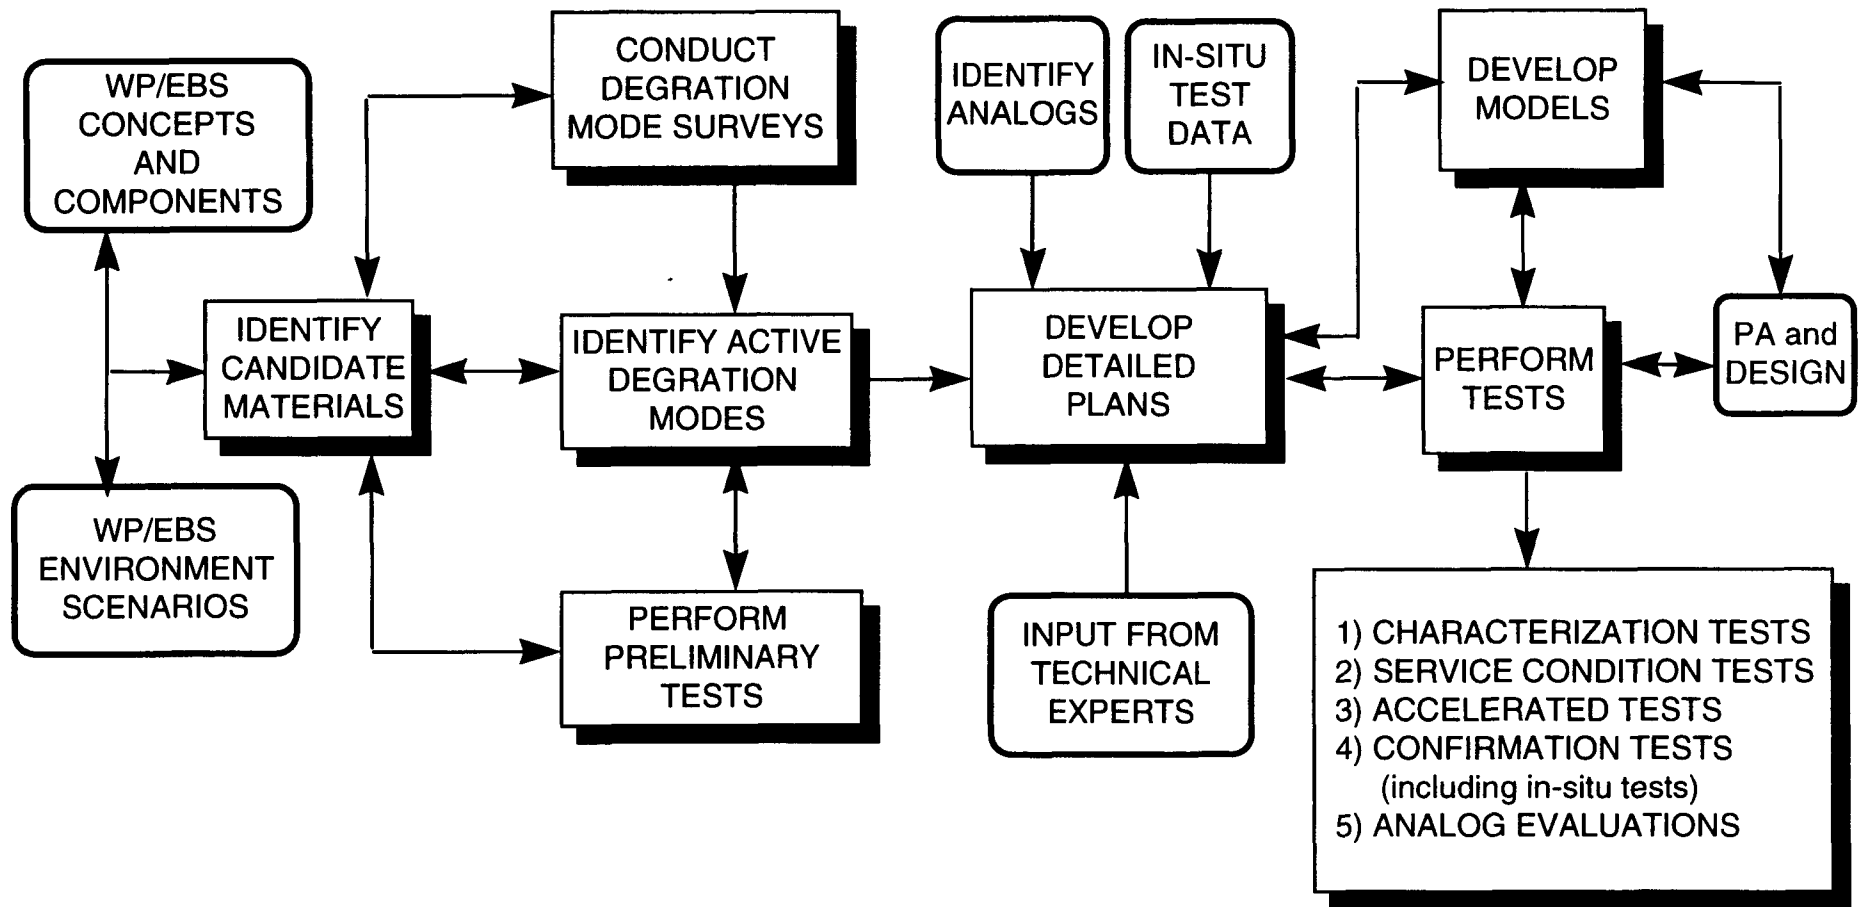 WP/EBS
CONCEPTS
AND
COMPONENTS
WP/EBS
ENVIRONMENT
SCENARIOS
IDENTIFY
CANDIDATE
MATERIALS
CONDUCT
DEGRATION
MODE SURVEYS
IDENTIFY ACTIVE
DEGRATION
MODES
PERFORM
PRELIMINARY
TESTS
IDENTIFY
ANALOGS
IN-SITU
TEST
DATA
DEVELOP
DETAILED
PLANS
INPUT FROM
TECHNICAL
EXPERTS
DEVELOP
MODELS
PERFORM
TESTS
PA and
DESIGN
1) CHARACTERIZATION TESTS
2) SERVICE CONDITION TESTS
3) ACCELERATED TESTS
4) CONFIRMATION TESTS
(including in-situ tests)
5) ANALOG EVALUATIONS